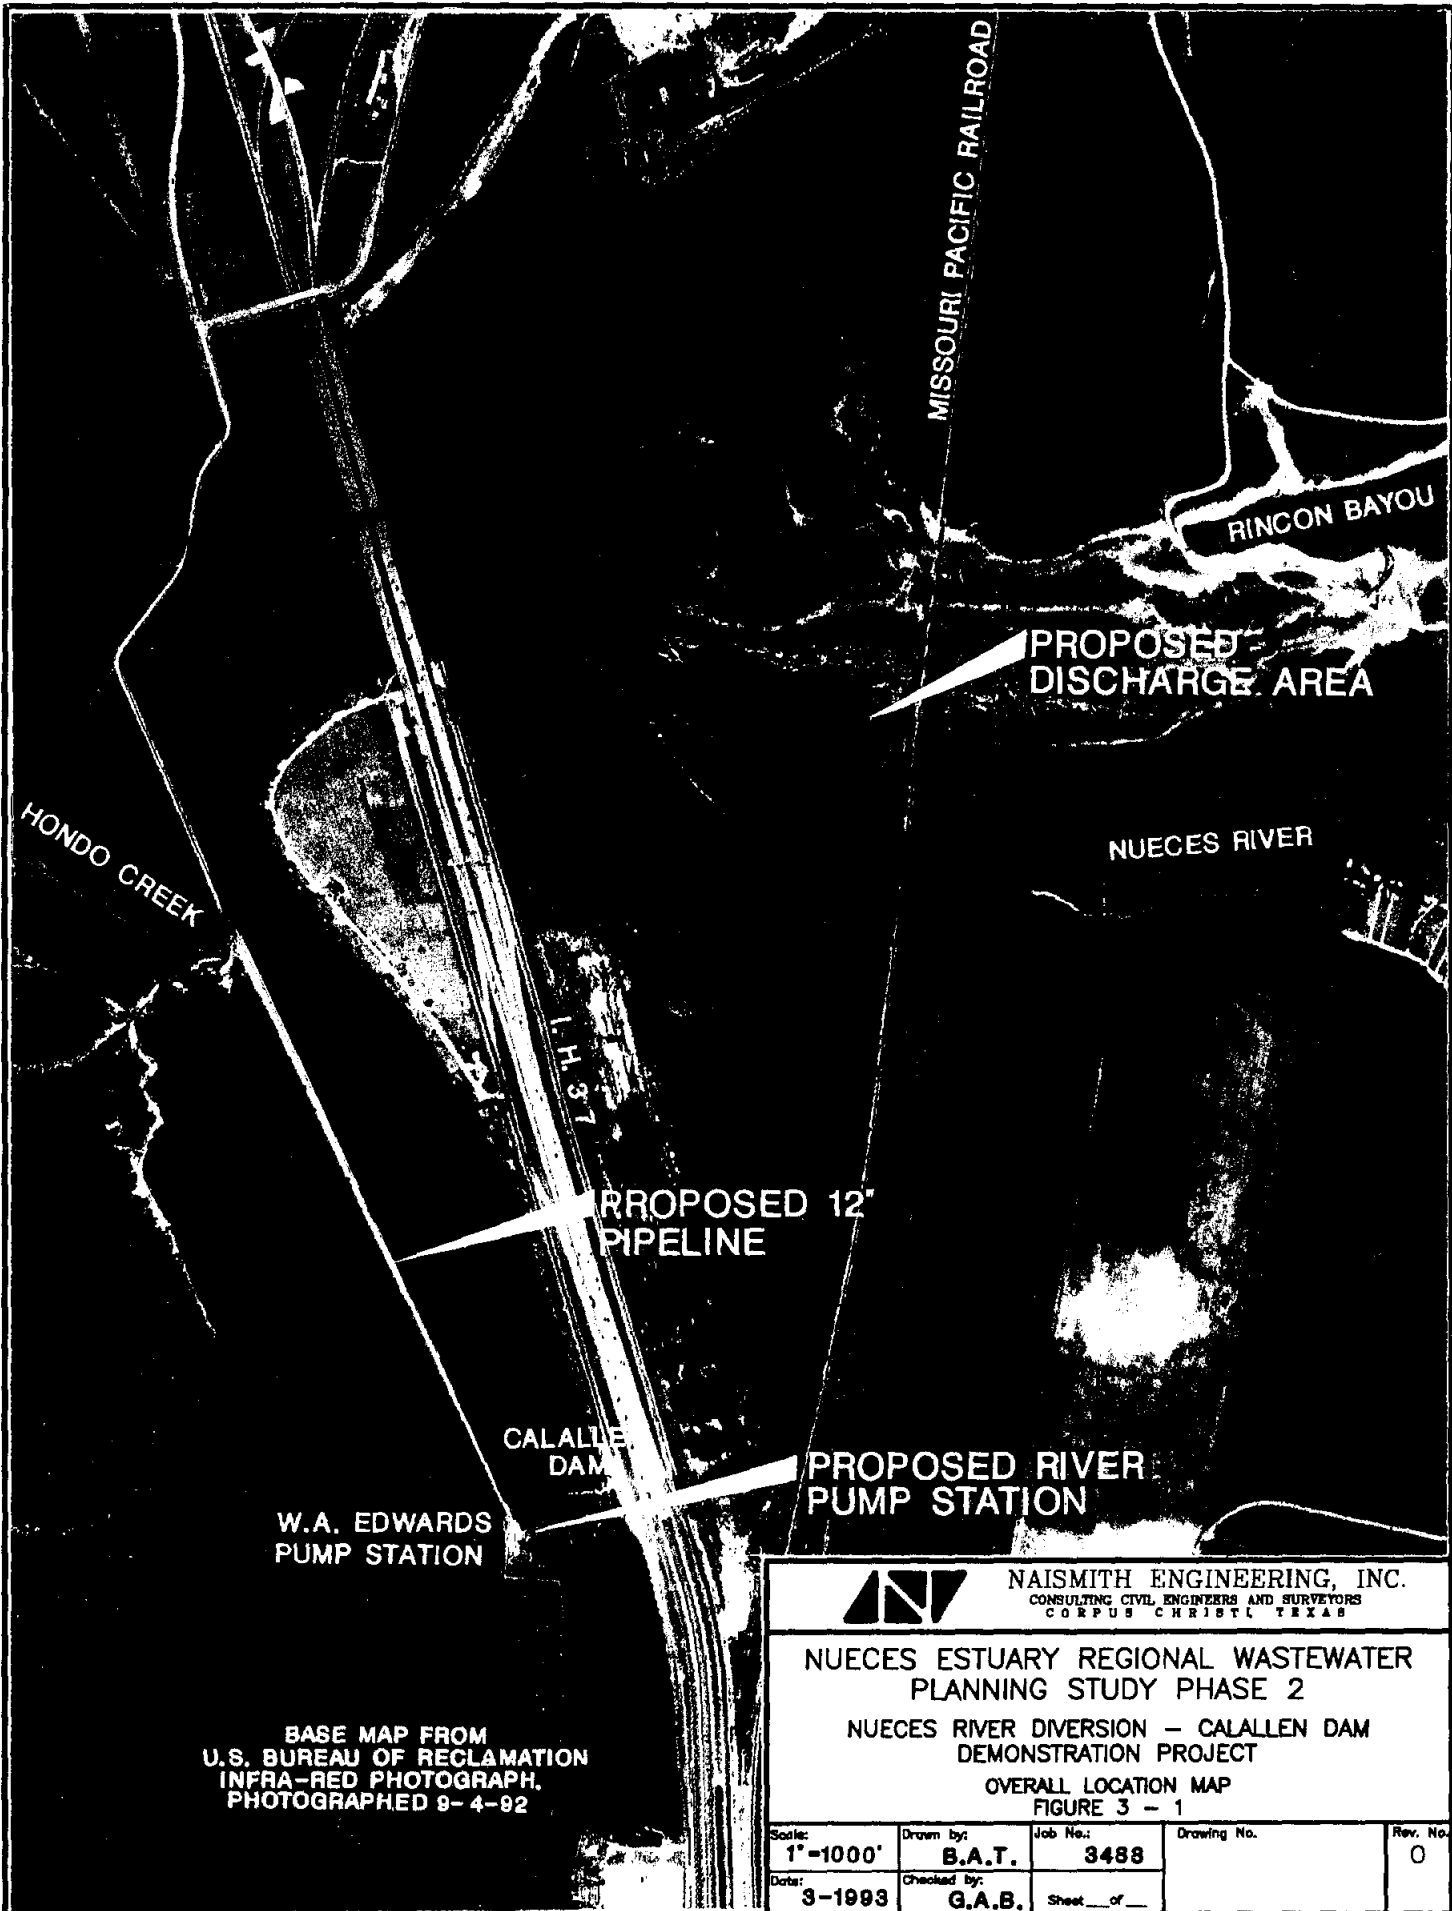 MISSOURI PACIFIC RAILROAD
RINCON BAYOU
PROPOSED
DISCHARGE AREA
NUECES RIVER
HONDO CREEK
I.H. 37
PROPOSED 12"
PIPELINE
CALALLE
DAM
PROPOSED RIVER
PUMP STATION
W.A. EDWARDS
PUMP STATION
BASE MAP FROM
U.S. BUREAU OF RECLAMATION
INFRA-RED PHOTOGRAPH,
PHOTOGRAPHED 9-4-92
NAISMITH ENGINEERING, INC.
CONSULTING CIVIL ENGINEERS AND SURVEYORS
CORPUS CHRISTI, TEXAS
NUECES ESTUARY REGIONAL WASTEWATER
PLANNING STUDY PHASE 2
NUECES RIVER DIVERSION - CALALLEN DAM
DEMONSTRATION PROJECT
OVERALL LOCATION MAP
FIGURE 3 - 1
Scale: 1"=1000'
Drawn by: B.A.T.
Job No.: 3488
Drawing No.
Rev. No. 0
Date: 3-1993
Checked by: G.A.B.
Sheet __ of __